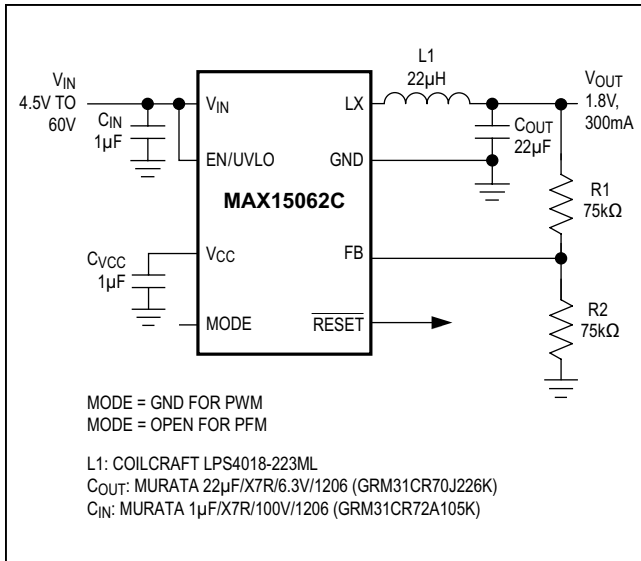 L1
22µH
VIN
4.5V TO
60V
CIN
1µF
VIN
LX
VOUT
1.8V,
300mA
COUT
22µF
EN/UVLO
GND
R1
75kΩ
MAX15062C
CVCC
1µF
VCC
FB
R2
75kΩ
MODE
RESET
MODE = GND FOR PWM
MODE = OPEN FOR PFM
L1: COILCRAFT LPS4018-223ML
COUT: MURATA 22µF/X7R/6.3V/1206 (GRM31CR70J226K)
CIN: MURATA 1µF/X7R/100V/1206 (GRM31CR72A105K)